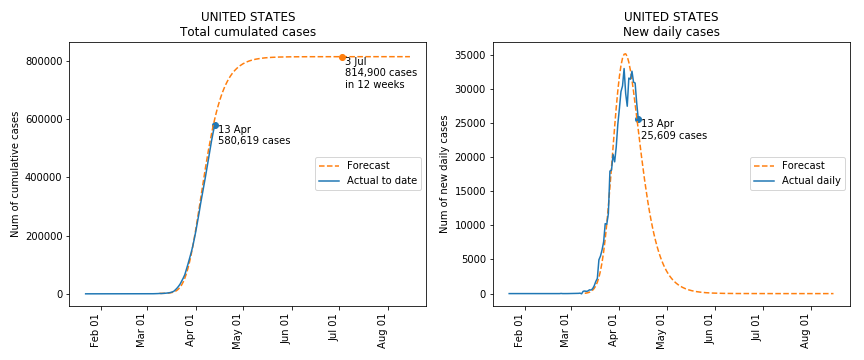 UNITED STATES
Total cumulated cases
Num of cumulative cases
800000
600000
400000
200000
0
3 Jul
814,900 cases
in 12 weeks
13 Apr
580,619 cases
Forecast
Actual to date
Feb 01
Mar 01
Apr 01
May 01
Jun 01
Jul 01
Aug 01
UNITED STATES
New daily cases
Num of new daily cases
35000
30000
25000
20000
15000
10000
5000
0
13 Apr
25,609 cases
Forecast
Actual daily
Feb 01
Mar 01
Apr 01
May 01
Jun 01
Jul 01
Aug 01